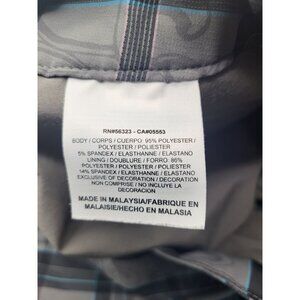 RN#56323 - CA#05553
BODY / CORPS / CUERPO 95% POLYESTER /
POLYESTER / POLIESTER
5% SPANDEX / ELASTHANNE / ELASTANO
LINING / DOUBLURE / FORRO: 86%
POLYESTER / POLYESTER / POLIESTER
14% SPANDEX / ELASTHANNE / ELASTANO
EXCLUSIVE OF DECORATION / DECORATION
NON COMPRISE / NO INCLUYE LA
DECORACION
MADE IN MALAYSIA/FABRIQUE EN
MALAISIE/HECHO EN MALASIA